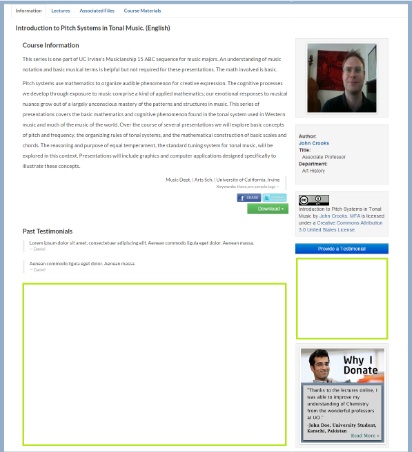 Information Lectures Associated Files Course Materials
Introduction to Pitch Systems in Tonal Music. (English)
Course Information
This series is one part of UC Irvine's Musicianship 15 ABC sequence for music majors. An understanding of music
notation and basic musical terms is helpful but not required for these presentations. The math involved is basic.
Pitch systems use mathematics to organize audible phenomenon for creative expression. The cognitive processes
we develop through exposure to music comprise a kind of applied mathematics; our emotional responses to musical
nuance grow out of a largely unconscious mastery of the patterns and structures in music. This series of
presentations covers the basic mathematics and cognitive phenomenon found in the tonal system used in Western
music and much of the music of the world. Over the course of several presentations we will explore basic concepts
of pitch and frequency, the organizing rules of tonal systems, and the mathematical construction of basic scales and
chords. The reasoning and purpose of equal temperament, the standard tuning system for tonal music, will be
explored in this context. Presentations will include graphics and computer applications designed specifically to
illustrate these concepts.
Music Dept. | Arts Sch. | University of California, Irvine
SHARE
Download »
Past Testimonials
Lorem ipsum dolor sit amet, consectetuer adipiscing elit. Aenean commodo ligula eget dolor. Aenean massa.
– Daniel
Aenean commodo ligula eget dolor. Aenean massa.
– Daniel
Author:
John Crooks
Title:
Associate Professor
Department:
Art History
Introduction to Pitch Systems in Tonal
Music by John Crooks, MFA is licensed
under a Creative Commons Attribution
3.0 United States License
Provide a Testimonial
Why I
Donate
"Thanks to the lectures online, I
was able to improve my
understanding of Chemistry
from the wonderful professors
at UCI."
-John Doe, University Student,
Karachi, Pakistan
Read More »